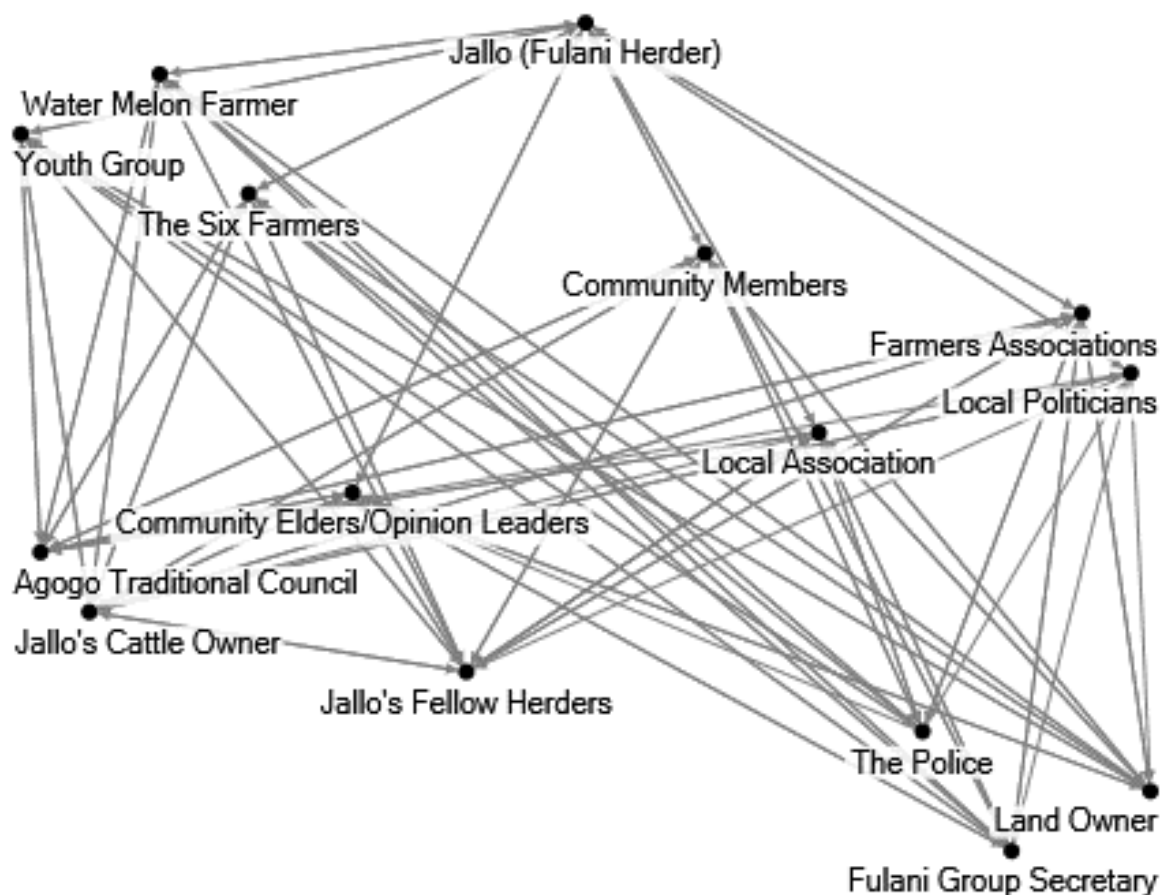 Jallo (Fulani Herder)
Water Melon Farmer
Youth Group
The Six Farmers
Community Members
Farmers Associations
Local Politicians
Local Association
Community Elders/Opinion Leaders
Agogo Traditional Council
Jallo's Cattle Owner
Jallo's Fellow Herders
The Police
Land Owner
Fulani Group Secretary